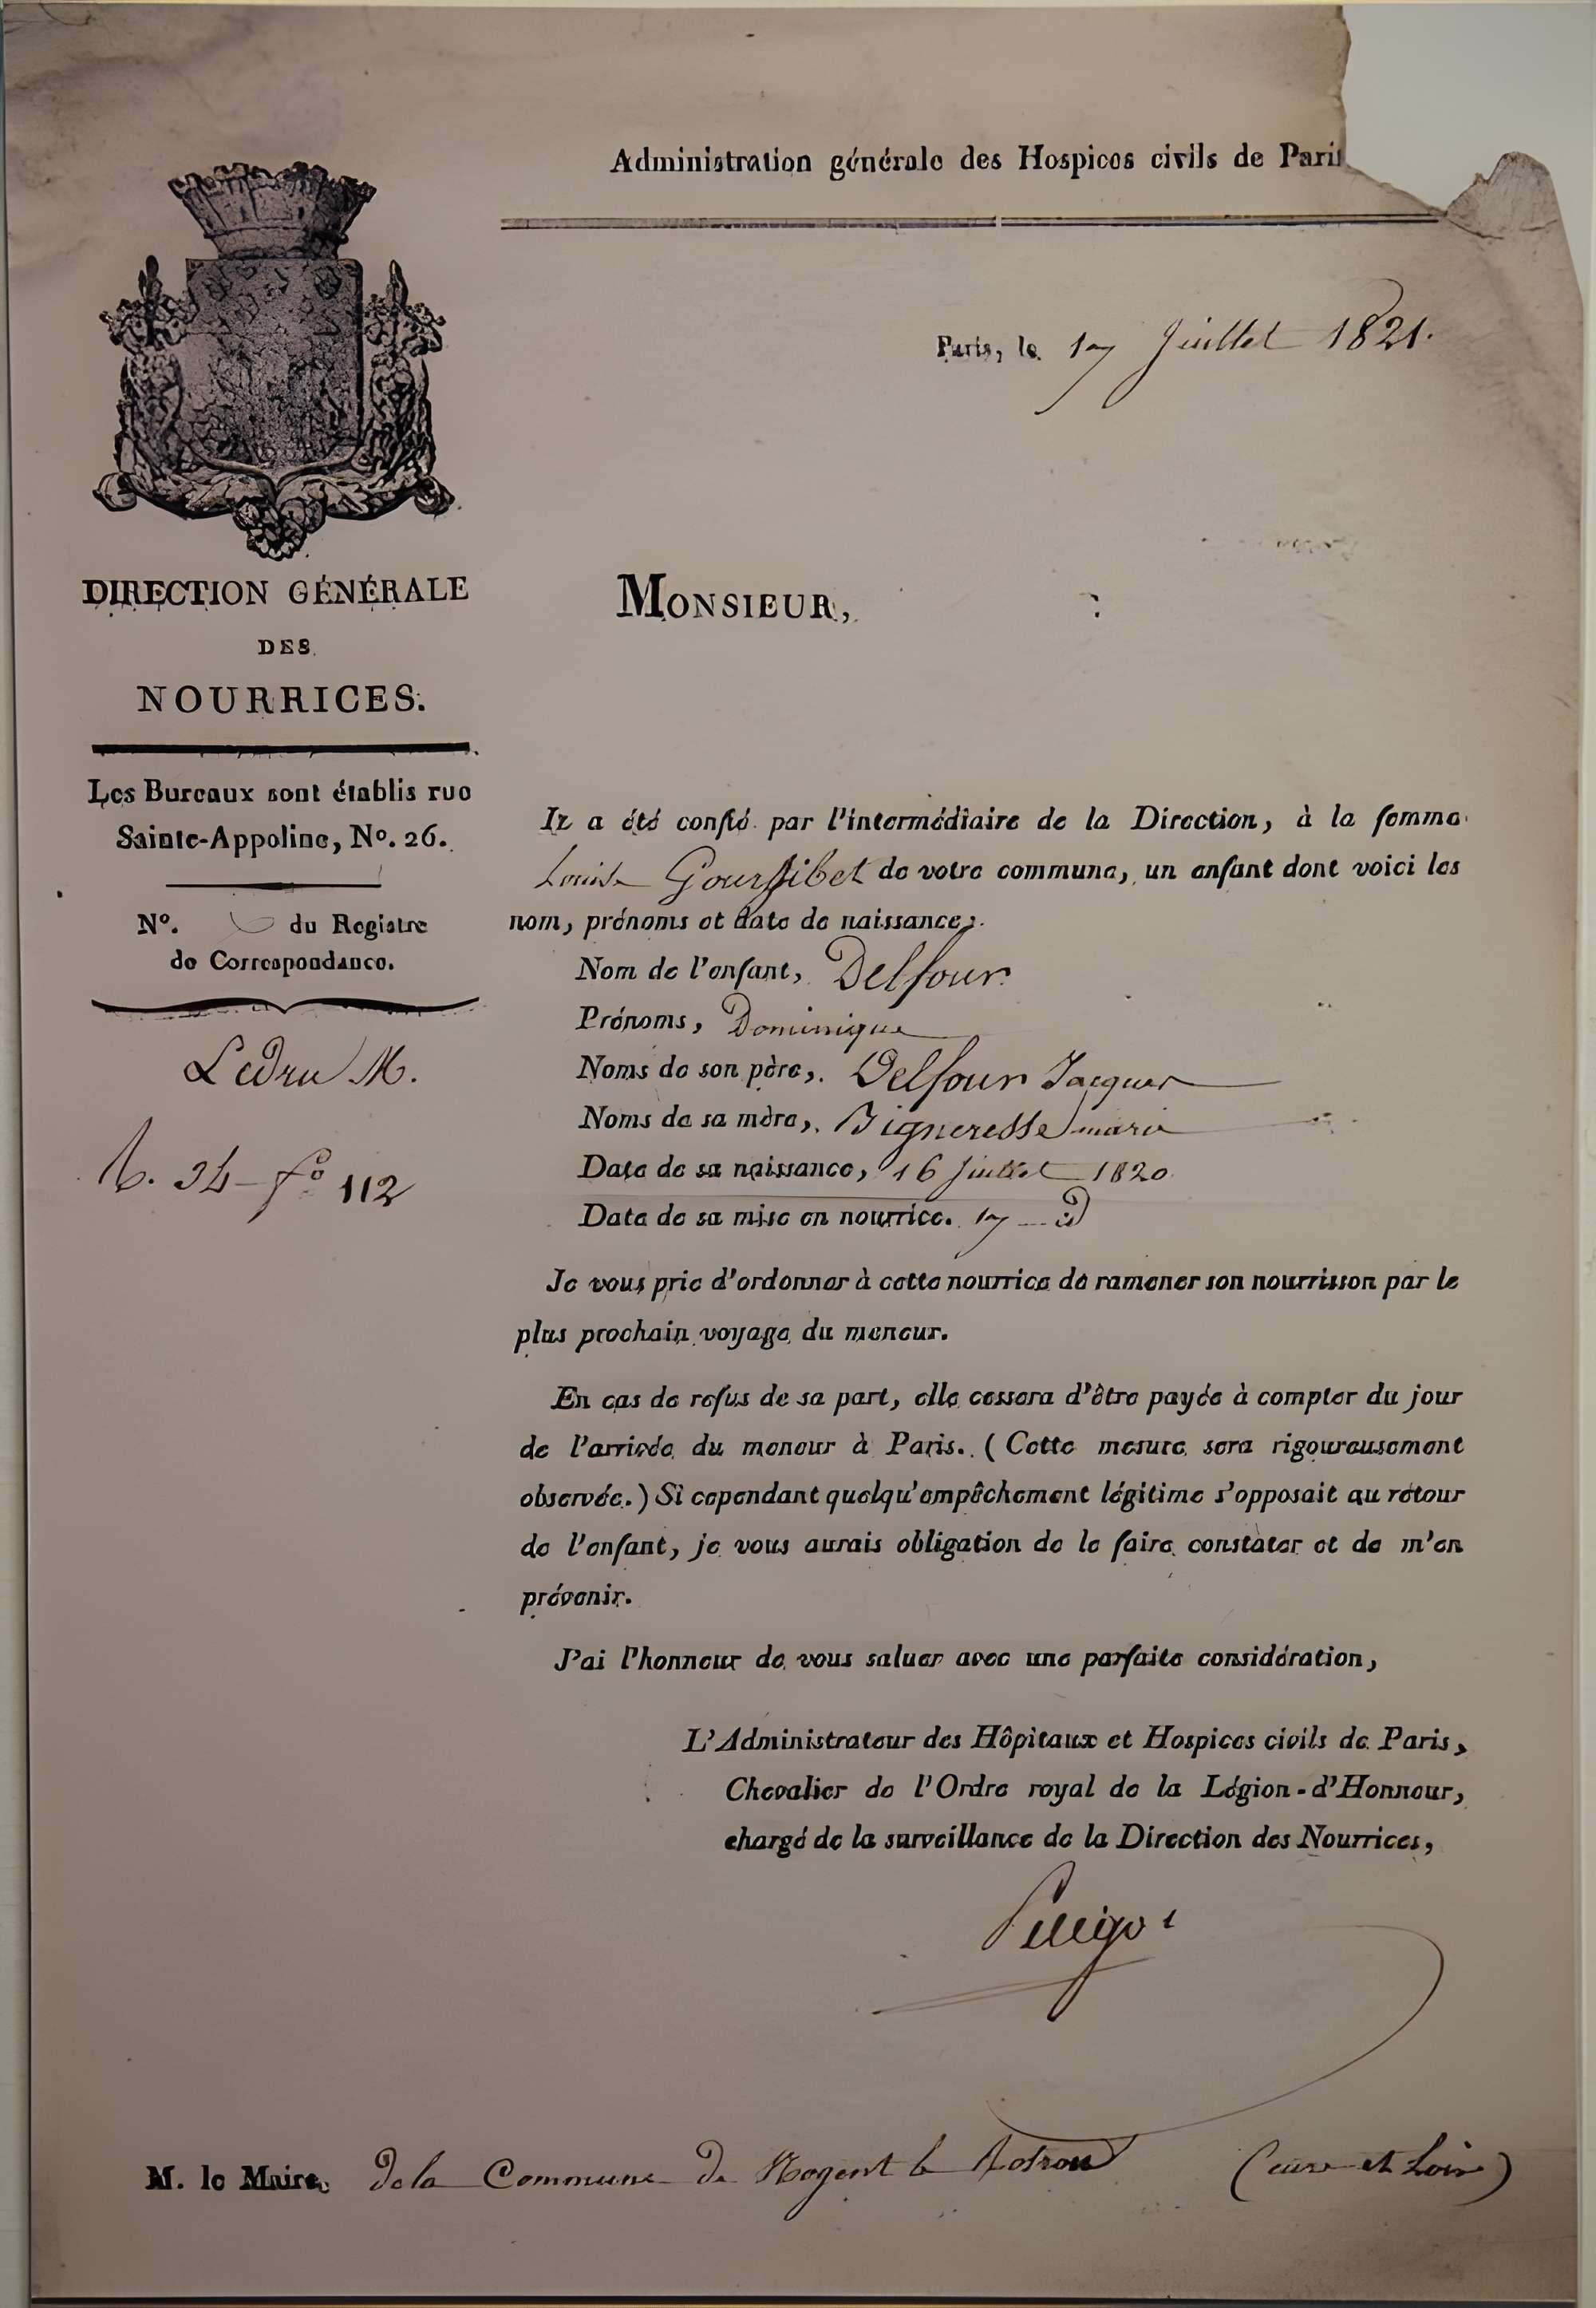 Administration générale des Hospices civils de Paris
Paris, le 17 Juillet 1821.
DIRECTION GÉNÉRALE
DES
NOURRICES.
Les Bureaux sont établis rue
Sainte-Appoline, No. 26.
No. du Registre
de Correspondance.
Ledru M.
34 fo 112
MONSIEUR,
Il a été confié par l'intermédiaire de la Direction, à la femme
Louise de votre commune, un enfant dont voici les
nom, prénoms et date de naissance;
Nom de l'enfant, Delfour
Prénoms, Dominique
Noms de son père, Delfour Jacques
Noms de sa mère, Bigneresse marie
Date de sa naissance, 16 Juillet 1820
Date de sa mise en nourrice. 17 — d
Je vous prie d'ordonner à cette nourrice de ramener son nourrisson par le
plus prochain voyage du meneur.
En cas de refus de sa part, elle cessera d'être payée à compter du jour
de l'arrivée du meneur à Paris. (Cette mesure sera rigoureusement
observée.) Si cependant quelqu'empêchement légitime s'opposait au retour
de l'enfant, je vous aurais obligation de le faire constater et de m'en
prévenir.
J'ai l'honneur de vous saluer avec une parfaite considération,
L'Administrateur des Hôpitaux et Hospices civils de Paris,
Chevalier de l'Ordre royal de la Légion-d'Honneur,
chargé de la surveillance de la Direction des Nourrices,
M. le Maire de la Commune de Nogent le Rotrou (eure et Loir)